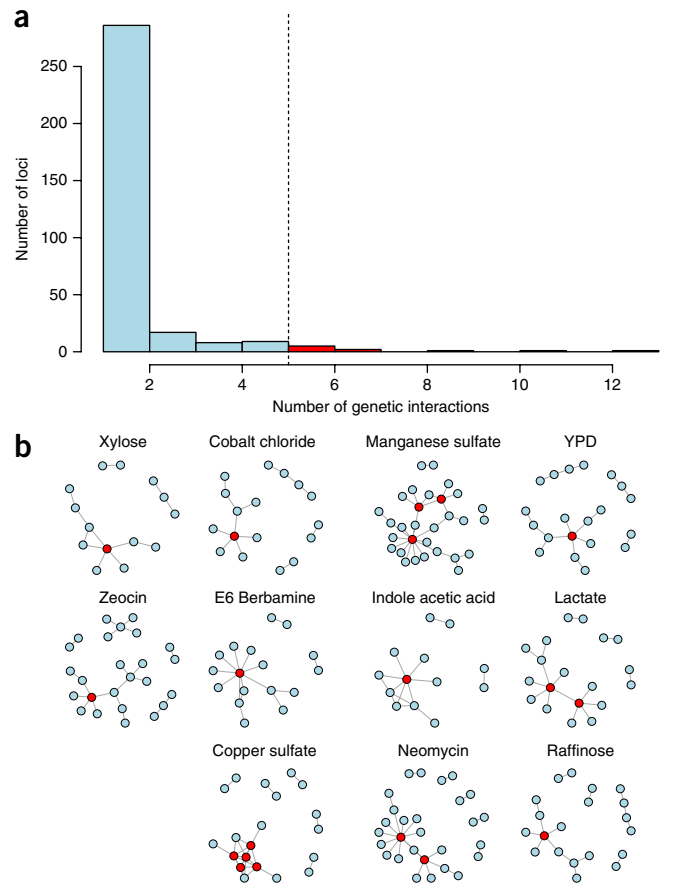 a
250
200
150
100
50
0
Number of loci
2 4 6 8 10 12
Number of genetic interactions
b
Xylose Cobalt chloride Manganese sulfate YPD
Zeocin E6 Berbamine Indole acetic acid Lactate
Copper sulfate Neomycin Raffinose